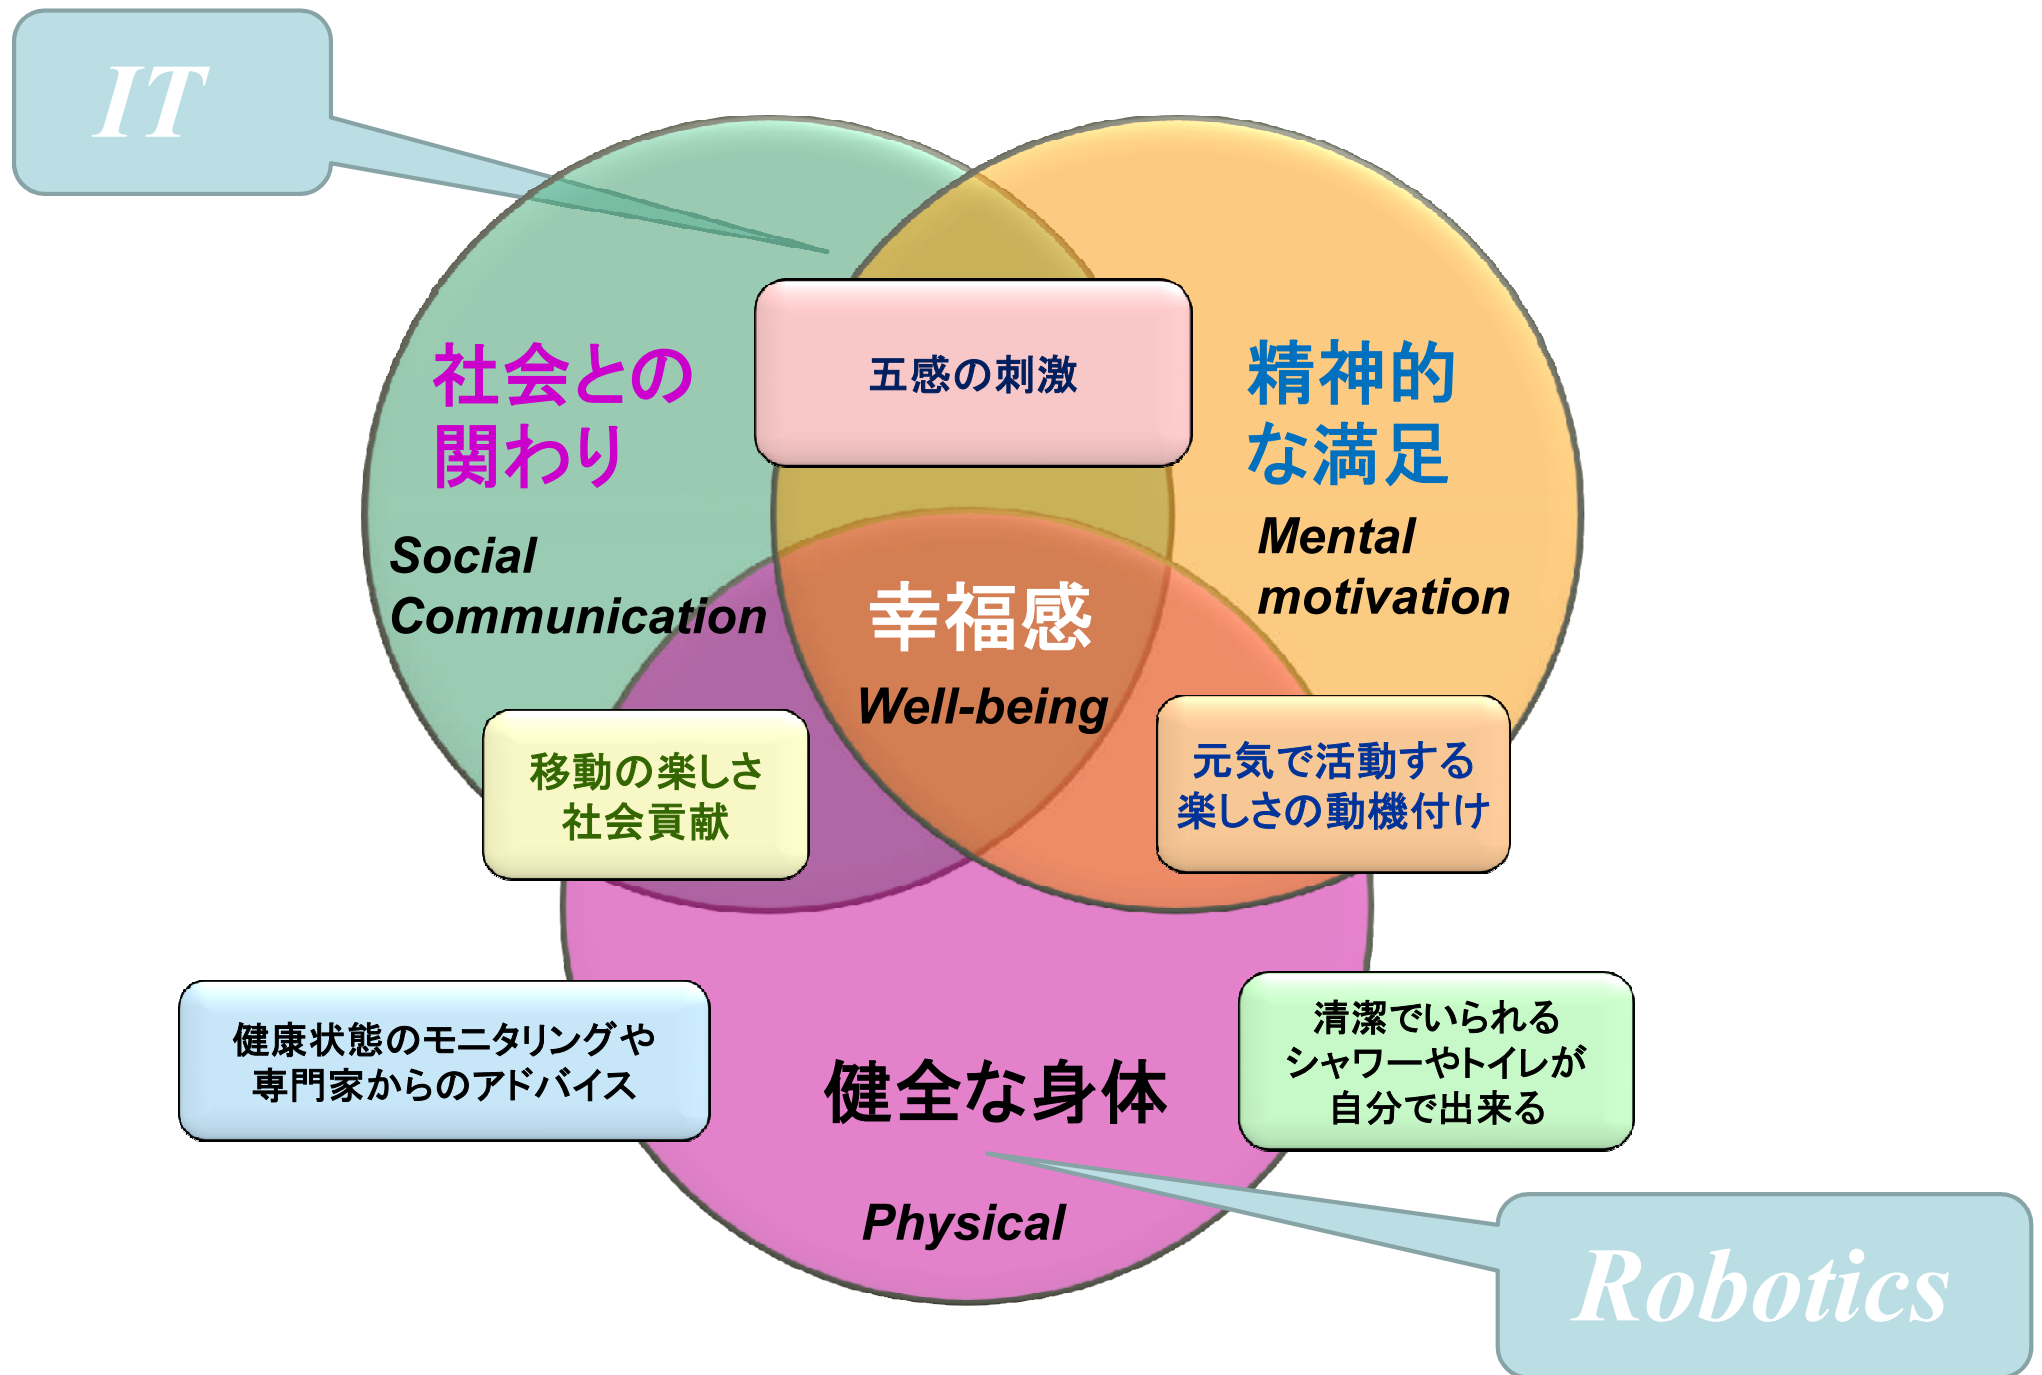 IT
社会との
関わり
Social
Communication
五感の刺激
精神的
な満足
Mental
motivation
幸福感
Well-being
移動の楽しさ
社会貢献
元気で活動する
楽しさの動機付け
健康状態のモニタリングや
専門家からのアドバイス
健全な身体
Physical
清潔でいられる
シャワーやトイレが
自分で出来る
Robotics